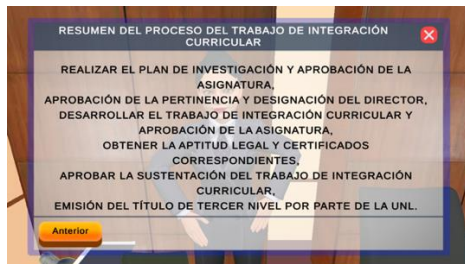 RESUMEN DEL PROCESO DEL TRABAJO DE INTEGRACIÓN
CURRICULAR
REALIZAR EL PLAN DE INVESTIGACIÓN Y APROBACIÓN DE LA
ASIGNATURA,
APROBACIÓN DE LA PERTINENCIA Y DESIGNACIÓN DEL DIRECTOR,
DESARROLLAR EL TRABAJO DE INTEGRACIÓN CURRICULAR Y
APROBACIÓN DE LA ASIGNATURA,
OBTENER LA APTITUD LEGAL Y CERTIFICADOS
CORRESPONDIENTES,
APROBAR LA SUSTENTACIÓN DEL TRABAJO DE INTEGRACIÓN
CURRICULAR,
EMISIÓN DEL TÍTULO DE TERCER NIVEL POR PARTE DE LA UNL.
Anterior